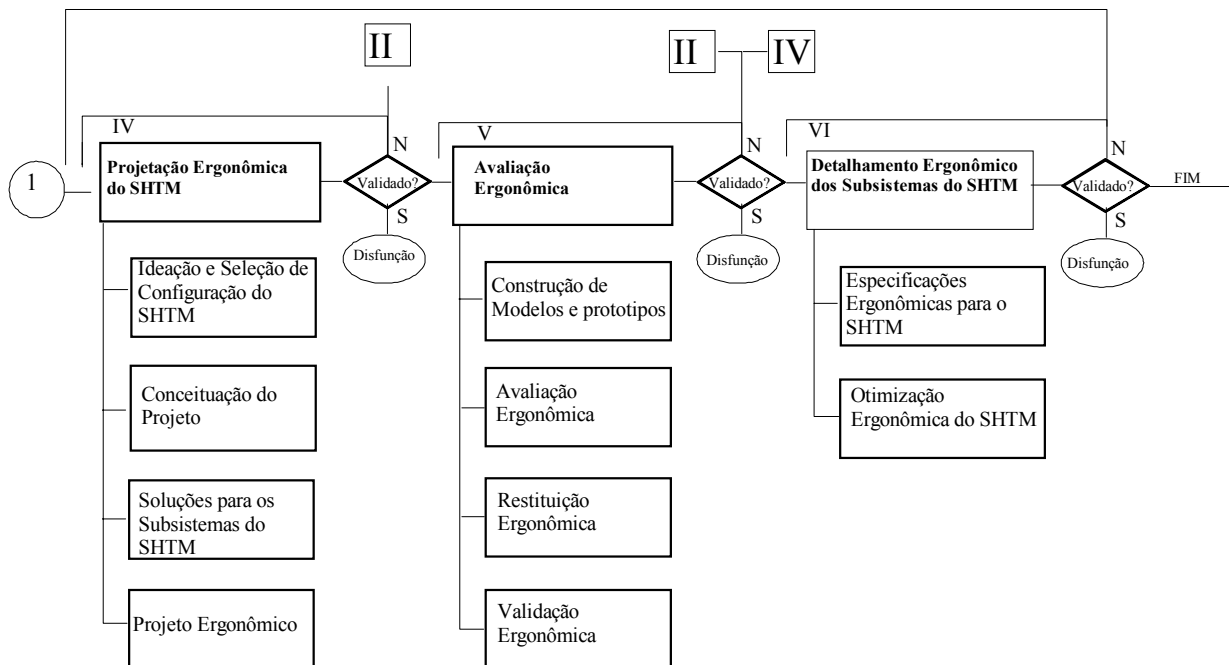 II
II
IV
IV
N
V
N
VI
N
1
Projetação Ergonômica
do SHTM
Validado?
S
Disfunção
Avaliação
Ergonômica
Validado?
S
Disfunção
Detalhamento Ergonômico
dos Subsistemas do SHTM
Validado?
S
Disfunção
FIM
Ideação e Seleção de
Configuração do
SHTM
Conceituação do
Projeto
Soluções para os
Subsistemas do
SHTM
Projeto Ergonômico
Construção de
Modelos e prototipos
Avaliação
Ergonômica
Restituição
Ergonômica
Validação
Ergonômica
Especificações
Ergonômicas para o
SHTM
Otimização
Ergonômica do SHTM